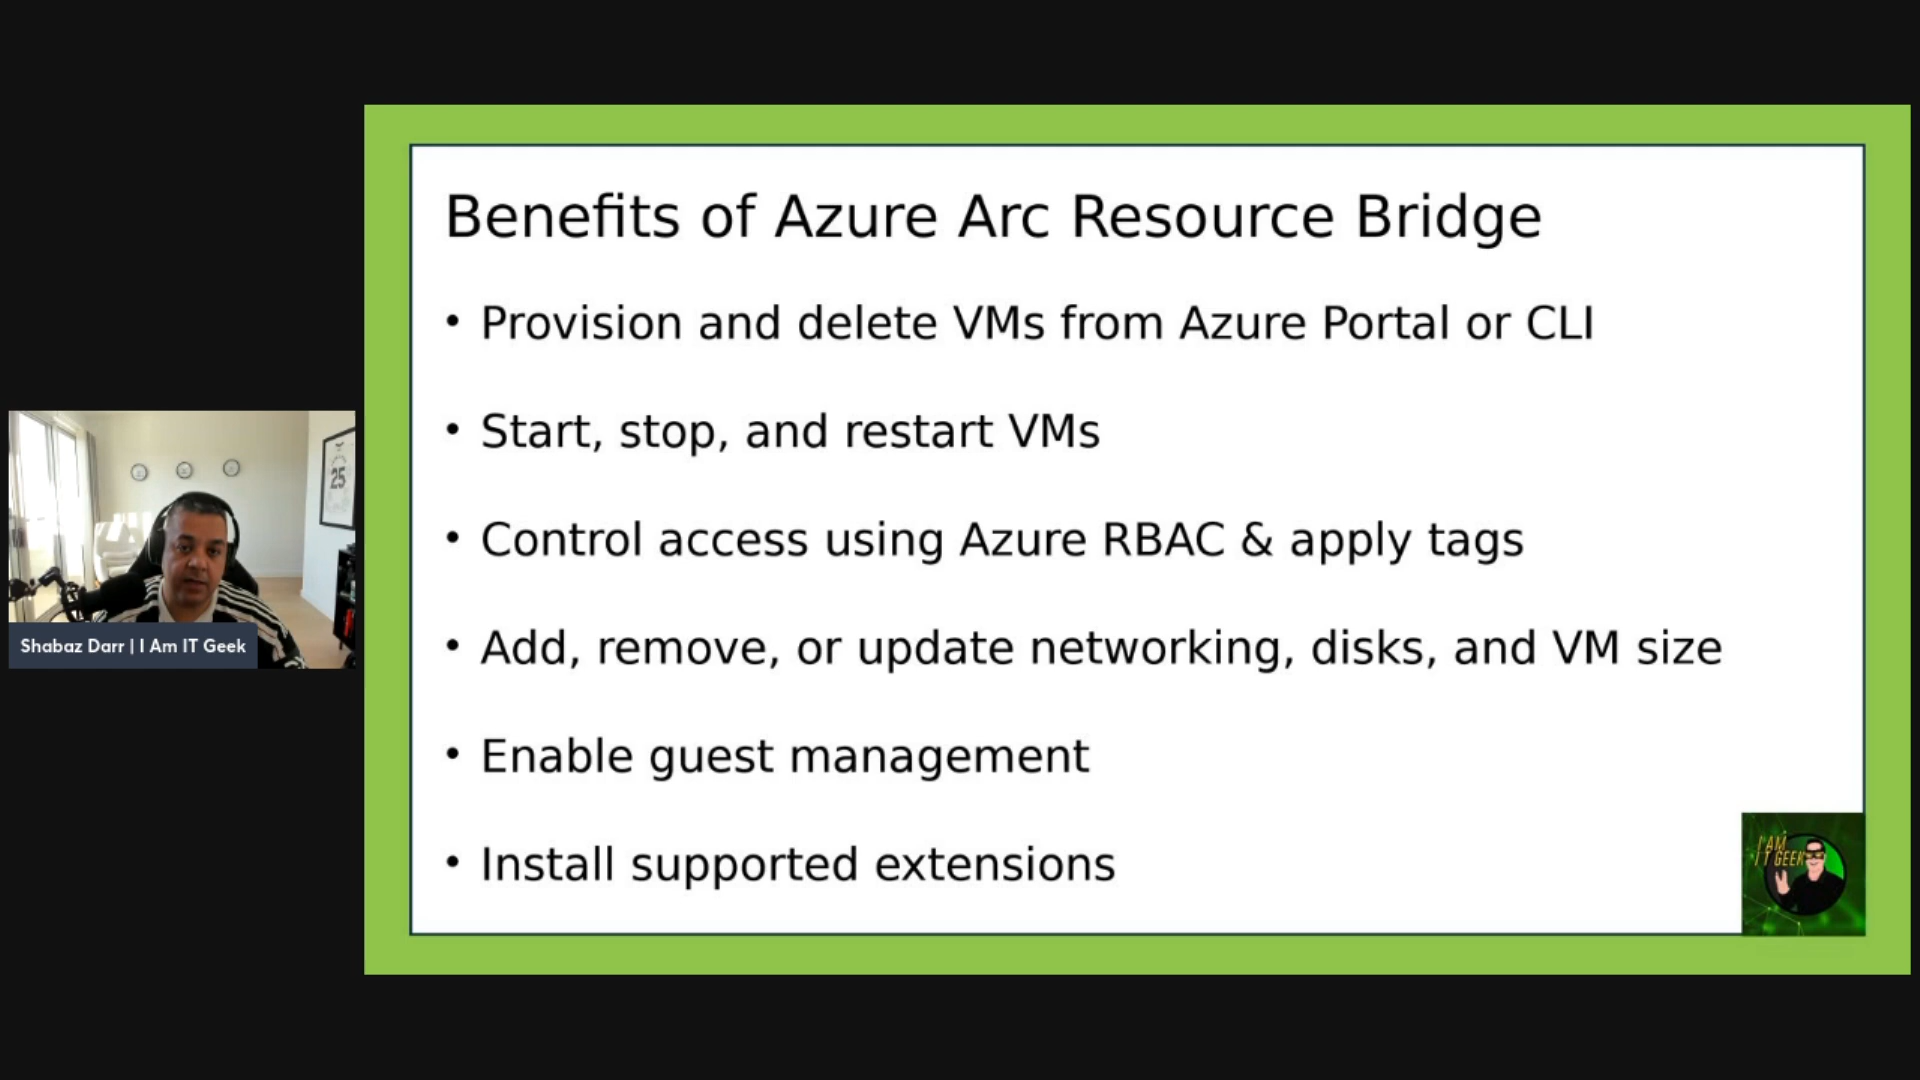 Benefits of Azure Arc Resource Bridge
• Provision and delete VMs from Azure Portal or CLI
• Start, stop, and restart VMs
• Control access using Azure RBAC & apply tags
• Add, remove, or update networking, disks, and VM size
• Enable guest management
• Install supported extensions
25
Shabaz Darr | I Am IT Geek
I'AM
IT GEEK